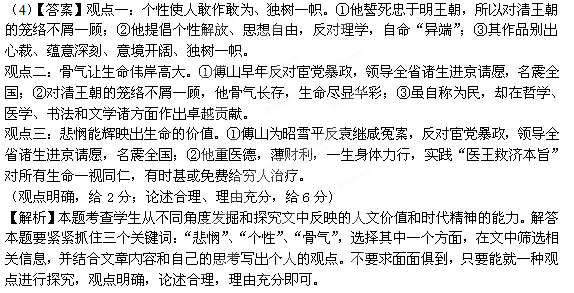 （4）【答案】观点一：个性使人敢作敢为、独树一帜。①他誓死忠于明王朝，所以对清王朝
的笼络不屑一顾；②他提倡个性解放、思想自由，反对理学，自命“异端”；③其作品别出
心裁、蕴意深刻、意境开阔、独树一帜。
观点二：骨气让生命伟岸高大。①傅山早年反对宦党暴政，领导全省诸生进京请愿，名震全
国；②对清王朝的笼络不屑一顾，他骨气长存，生命尽显华彩；③虽自称为民，却在哲学、
医学、书法和文学诸方面作出卓越贡献。
观点三：悲悯能辉映出生命的价值。①傅山为昭雪平反袁继咸冤案，反对宦党暴政，领导全
省诸生进京请愿，名震全国；②他重医德，薄财利，一生身体力行，实践“医王救济本旨”
对所有生命一视同仁，有时甚或免费给穷人治疗。
（观点明确，给2分；论述合理、理由充分，给6分）
【解析】本题考查学生从不同角度发掘和探究文中反映的人文价值和时代精神的能力。解答
本题要紧紧抓住三个关键词：“悲悯”、“个性”、“骨气”，选择其中一个方面，在文中筛选相
关信息，并结合文章内容和自己的思考写出个人的观点。不要求面面俱到，只要能就一种观
点进行探究，观点明确，论述合理，理由充分即可。